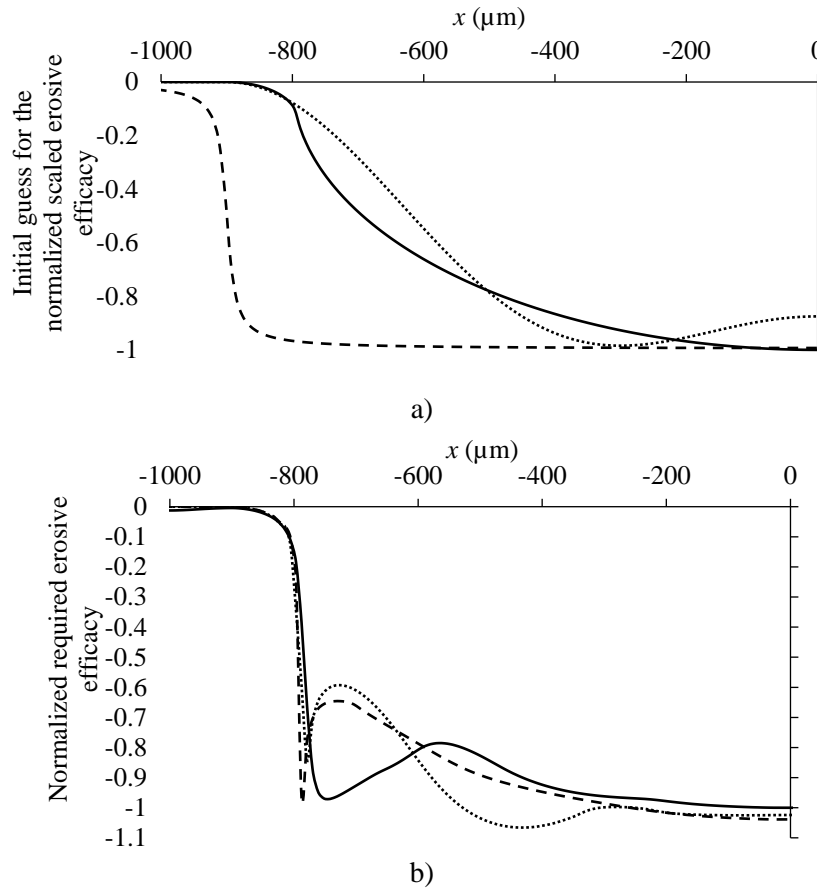 x (µm)
-1000 -800 -600 -400 -200 0
0
-0.2
-0.4
-0.6
-0.8
-1
Initial guess for the
normalized scaled erosive
efficacy
a)
x (µm)
-1000 -800 -600 -400 -200 0
0
-0.1
-0.2
-0.3
-0.4
-0.5
-0.6
-0.7
-0.8
-0.9
-1
-1.1
Normalized required erosive
efficacy
b)